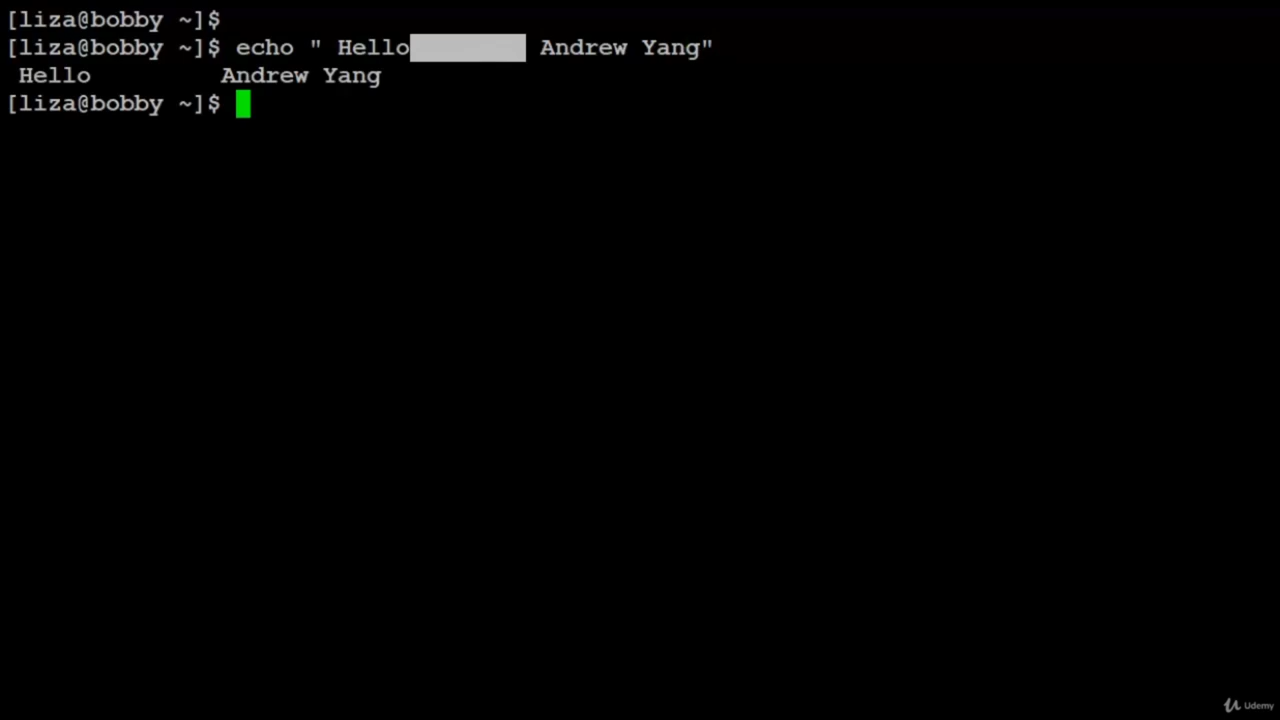 [liza@bobby ~]$
[liza@bobby ~]$ echo " Hello         Andrew Yang"
 Hello         Andrew Yang
[liza@bobby ~]$
Udemy